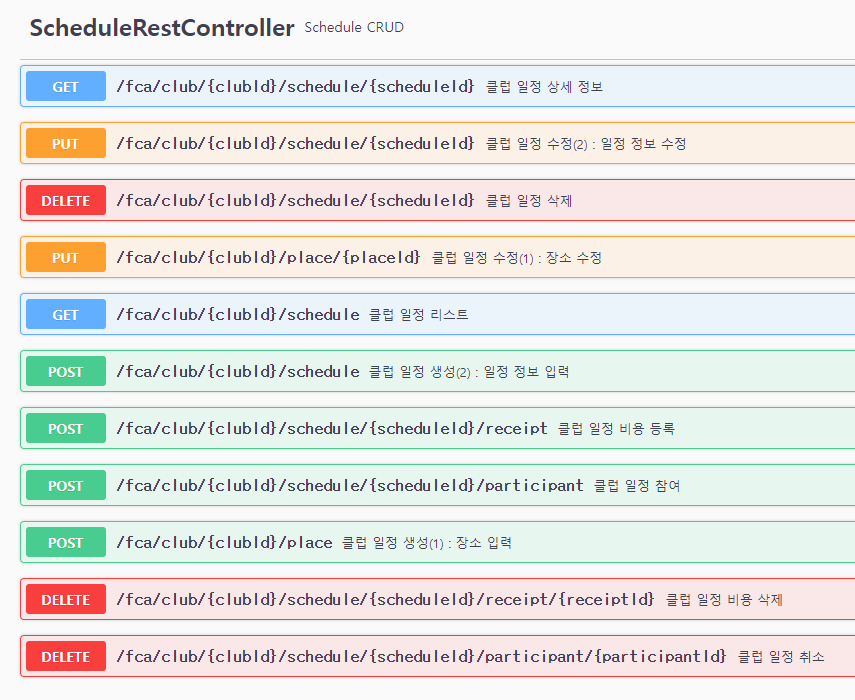 ScheduleRestController Schedule CRUD
GET /fca/club/{clubId}/schedule/{scheduleId} 클럽 일정 상세 정보
PUT /fca/club/{clubId}/schedule/{scheduleId} 클럽 일정 수정(2) : 일정 정보 수정
DELETE /fca/club/{clubId}/schedule/{scheduleId} 클럽 일정 삭제
PUT /fca/club/{clubId}/place/{placeId} 클럽 일정 수정(1) : 장소 수정
GET /fca/club/{clubId}/schedule 클럽 일정 리스트
POST /fca/club/{clubId}/schedule 클럽 일정 생성(2) : 일정 정보 입력
POST /fca/club/{clubId}/schedule/{scheduleId}/receipt 클럽 일정 비용 등록
POST /fca/club/{clubId}/schedule/{scheduleId}/participant 클럽 일정 참여
POST /fca/club/{clubId}/place 클럽 일정 생성(1) : 장소 입력
DELETE /fca/club/{clubId}/schedule/{scheduleId}/receipt/{receiptId} 클럽 일정 비용 삭제
DELETE /fca/club/{clubId}/schedule/{scheduleId}/participant/{participantId} 클럽 일정 취소